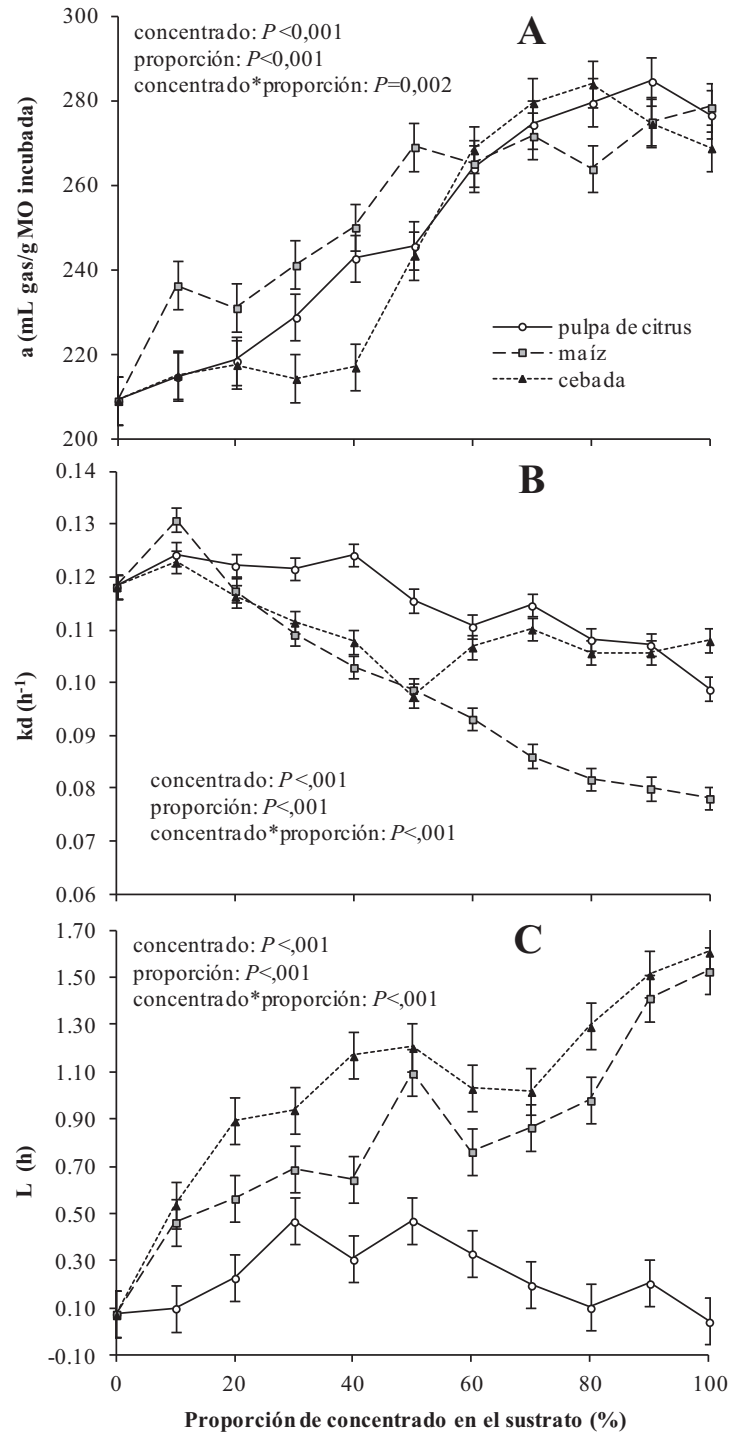 A
concentrado: P<0,001
proporción: P<0,001
concentrado*proporción: P=0,002
300
280
260
240
220
200
a (mL gas/g MO incubada)
pulpa de citrus
maíz
cebada
B
0.14
0.13
0.12
0.11
0.10
0.09
0.08
0.07
0.06
kd (h-1)
concentrado: P<,001
proporción: P<,001
concentrado*proporción: P<,001
C
concentrado: P<,001
proporción: P<,001
concentrado*proporción: P<,001
1.70
1.50
1.30
1.10
0.90
0.70
0.50
0.30
0.10
-0.10
L (h)
0 20 40 60 80 100
Proporción de concentrado en el sustrato (%)